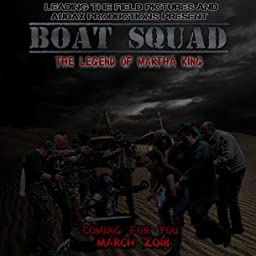 LEADING THE FIELD PICTURES AND
AUDAX PRODUCTIONS PRESENT
BOAT SQUAD
THE LEGEND OF MARTHA KING
COMING FOR YOU
MARCH 2018